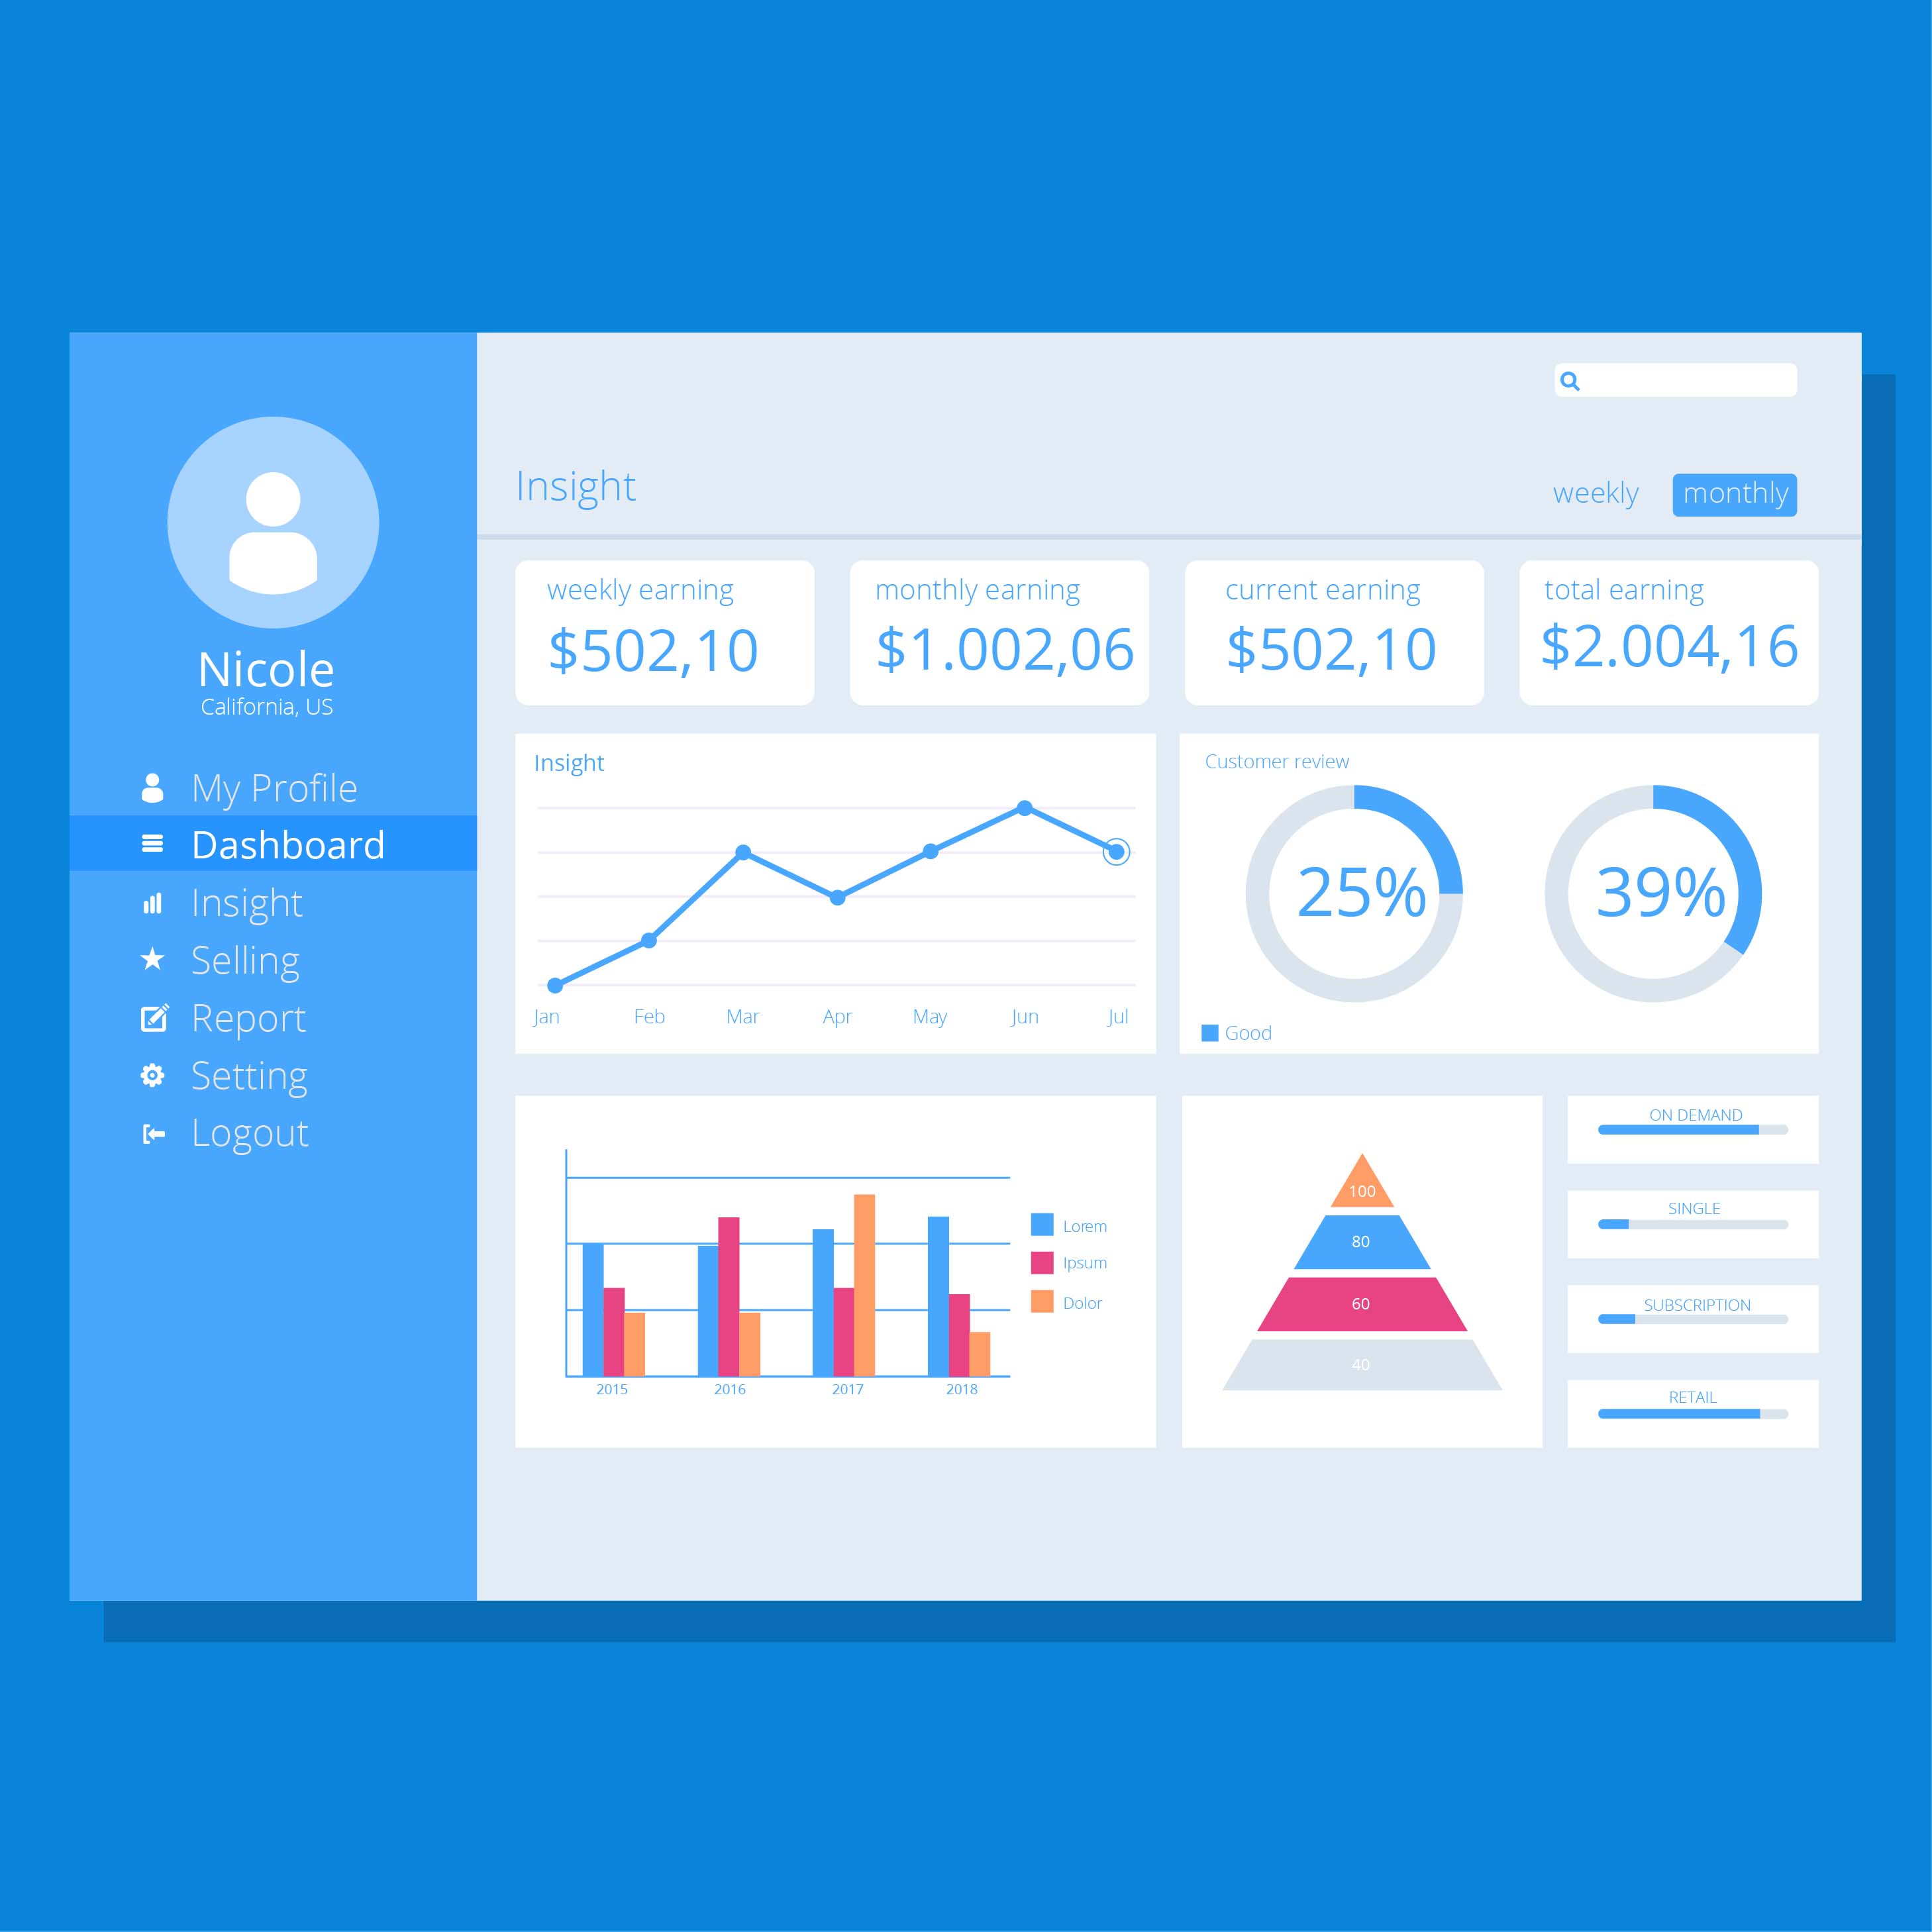 Nicole
California, US
My Profile
Dashboard
Insight
Selling
Report
Setting
Logout
Insight
weekly monthly
weekly earning
$502,10
monthly earning
$1.002,06
current earning
$502,10
total earning
$2.004,16
Insight
Jan Feb Mar Apr May Jun Jul
Customer review
25% 39%
Good
2015 2016 2017 2018
Lorem
Ipsum
Dolor
100
80
60
40
ON DEMAND
SINGLE
SUBSCRIPTION
RETAIL